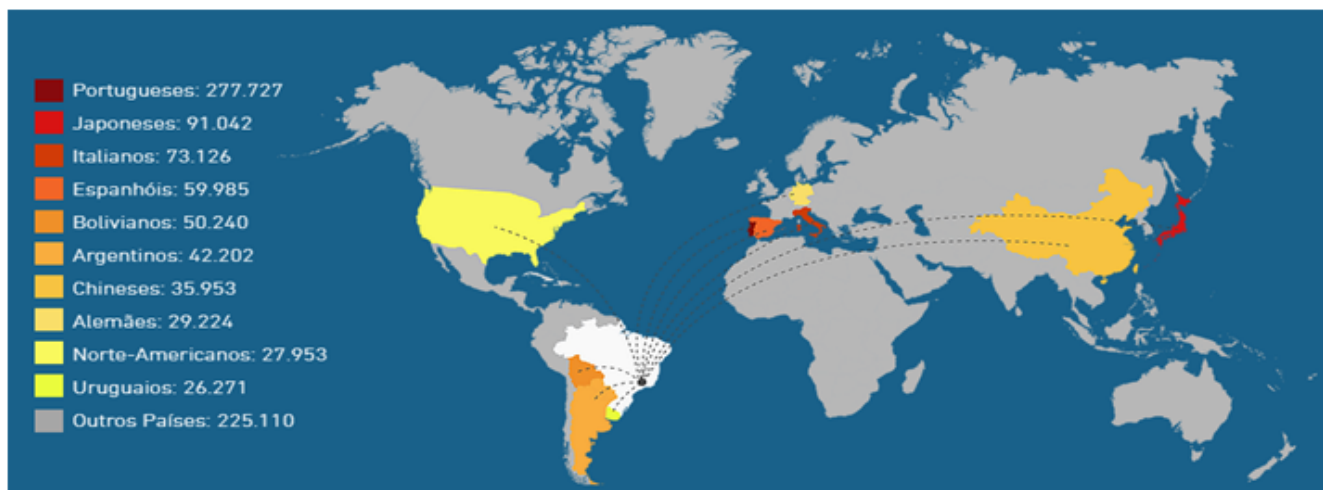 Portugueses: 277.727
Japoneses: 91.042
Italianos: 73.126
Espanhóis: 59.985
Bolivianos: 50.240
Argentinos: 42.202
Chineses: 35.953
Alemães: 29.224
Norte-Americanos: 27.953
Uruguaios: 26.271
Outros Países: 225.110